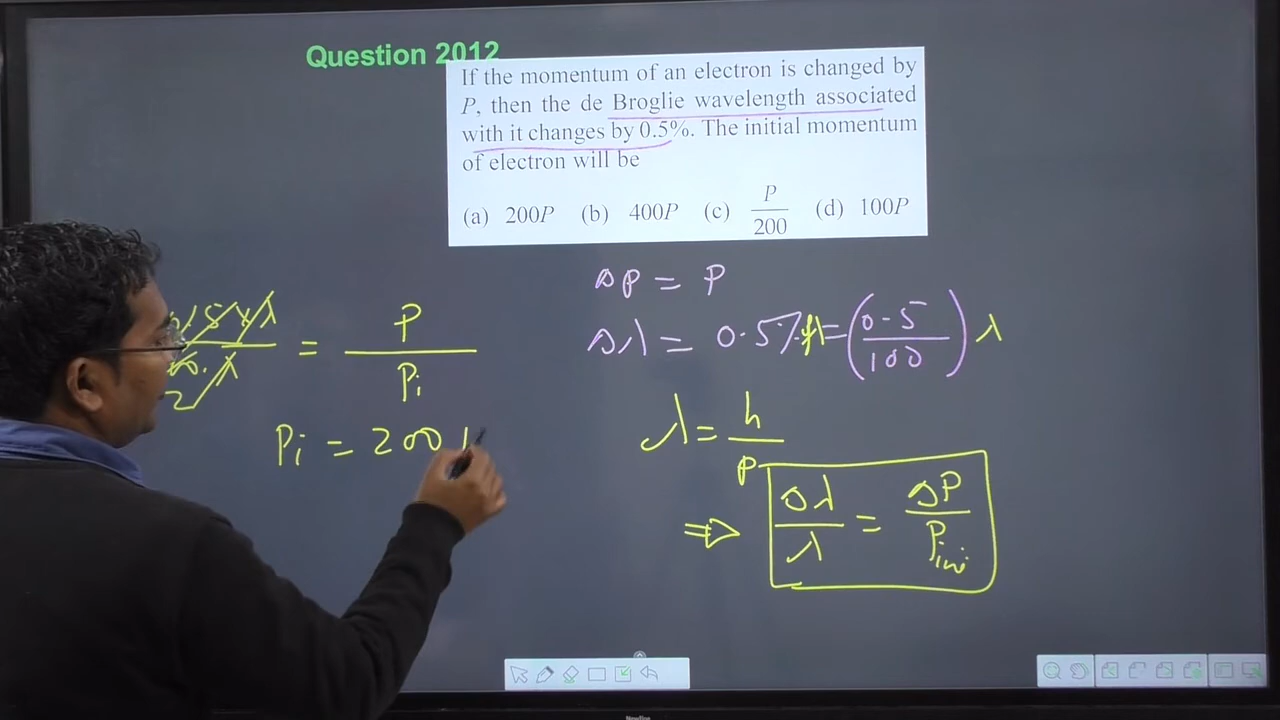 Question 2012
If the momentum of an electron is changed by
P, then the de Broglie wavelength associated
with it changes by 0.5%. The initial momentum
of electron will be
(a) 200P (b) 400P (c) P/200 (d) 100P
ΔP = P
Δλ = 0.5% λ = (0.5/100) λ
= P/Pi
Pi = 200
λ = h/P
⇒ Δλ/λ = ΔP/Pini
Newline